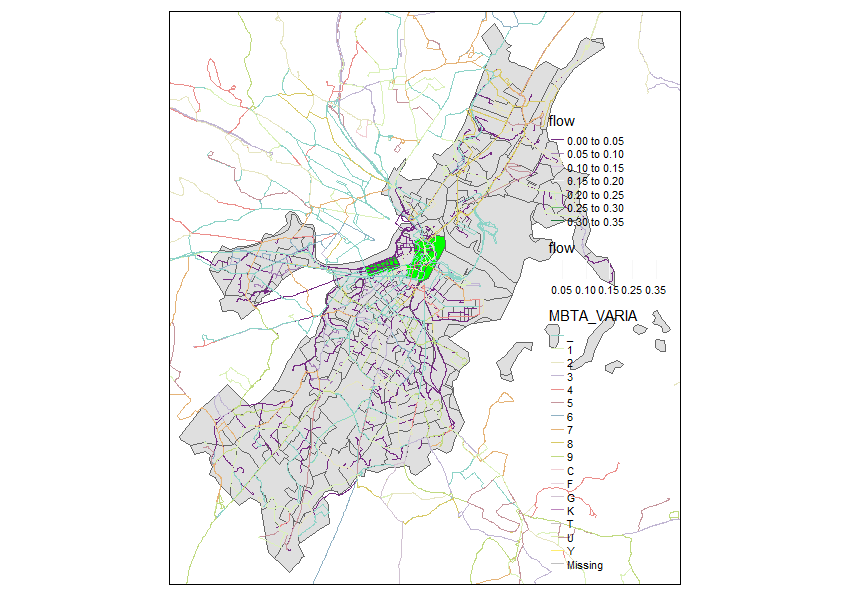 flow
0.00 to 0.05
0.05 to 0.10
0.10 to 0.15
0.15 to 0.20
0.20 to 0.25
0.25 to 0.30
0.30 to 0.35
flow
0.05 0.10 0.15 0.25 0.35
MBTA_VARIA
_
1
2
3
4
5
6
7
8
9
C
F
G
K
T
U
Y
Missing